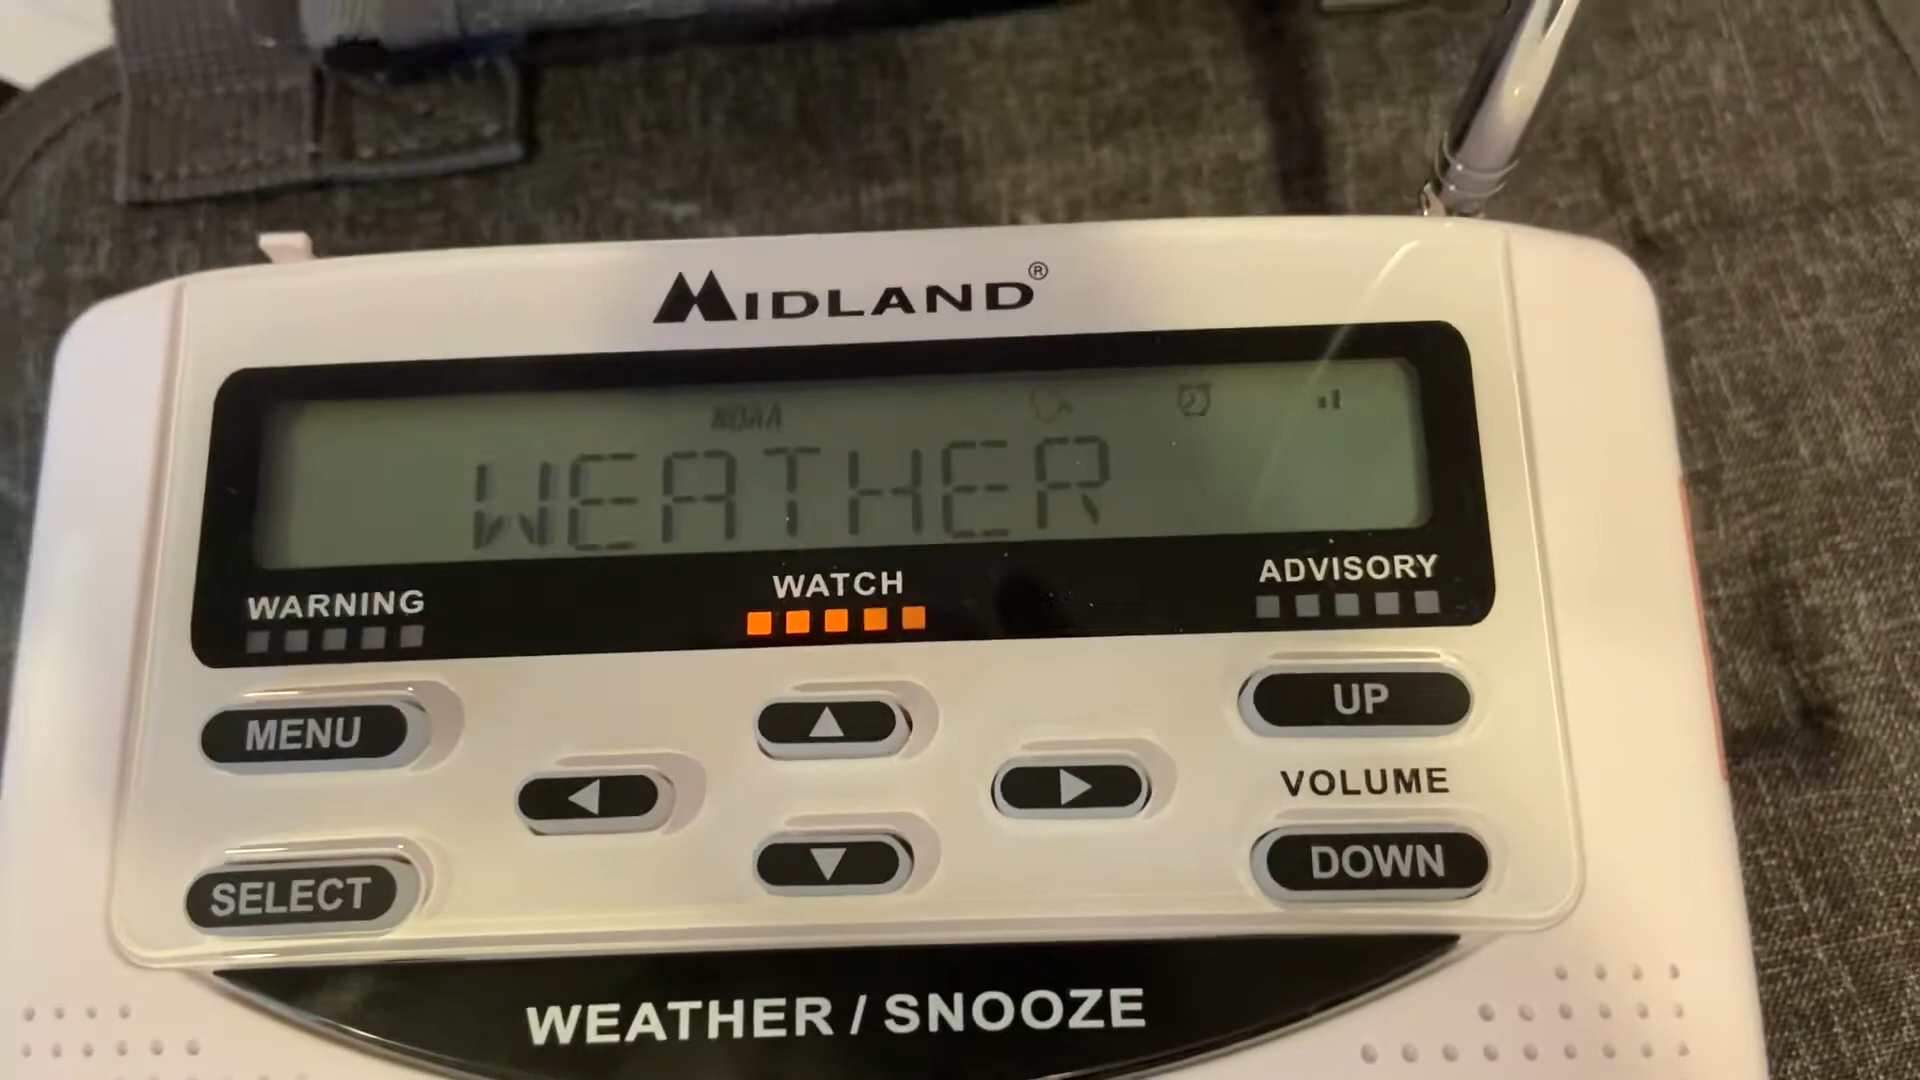 MIDLAND®
NOAA
WEATHER
WARNING
WATCH
ADVISORY
MENU
UP
VOLUME
SELECT
DOWN
WEATHER / SNOOZE